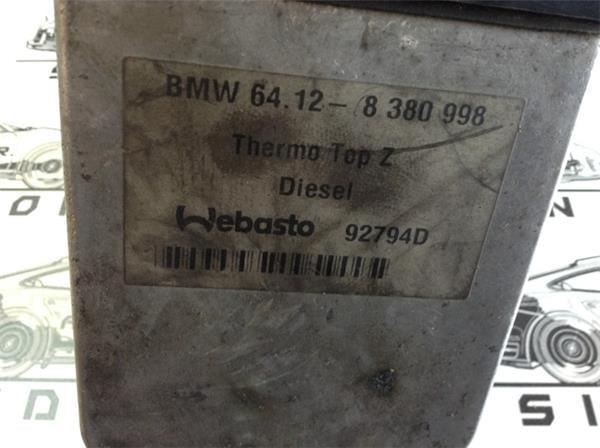 BMW 64.12- 8 380 998
Thermo Top Z
Diesel
Webasto 92794D